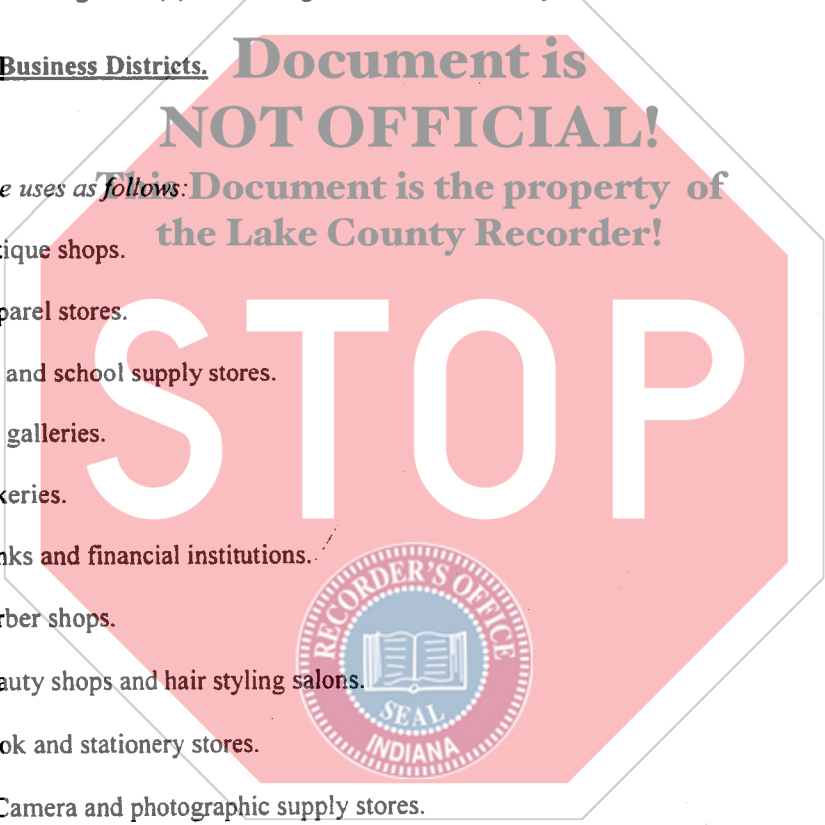 Business Districts.
Document is
NOT OFFICIAL!
e uses as follows:
This Document is the property of
the Lake County Recorder!
tique shops.
parel stores.
STOP
and school supply stores.
galleries.
keries.
nks and financial institutions.
RECORDER'S OFFICE
rber shops.
auty shops and hair styling salons.
SEAL
INDIANA
ok and stationery stores.
Camera and photographic supply stores.